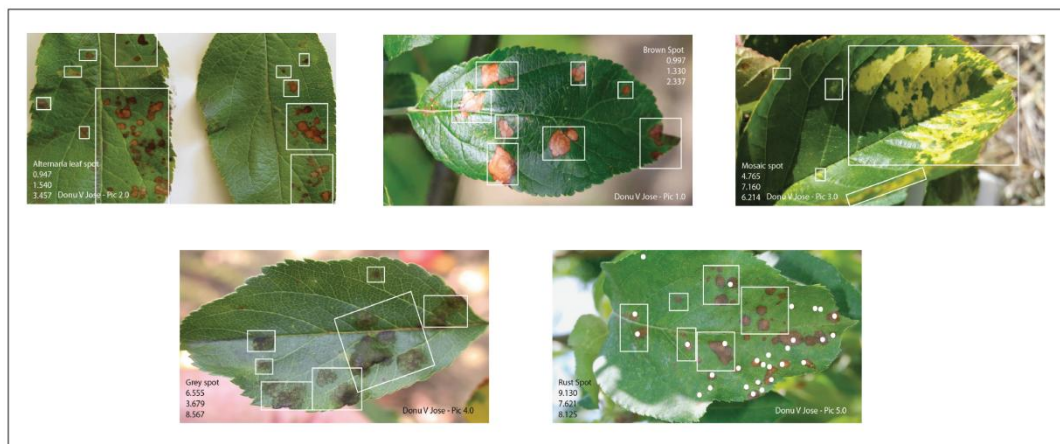 Alternaria leaf spot
0.947
1.540
3.457
Donu V Jose - Pic 2.0
Brown Spot
0.997
1.330
2.337
Donu V Jose - Pic 1.0
Mosaic spot
4.765
7.160
6.214
Donu V Jose - Pic 3.0
Grey spot
6.555
3.679
8.567
Donu V Jose - Pic 4.0
Rust Spot
9.130
7.621
8.125
Donu V Jose - Pic 5.0